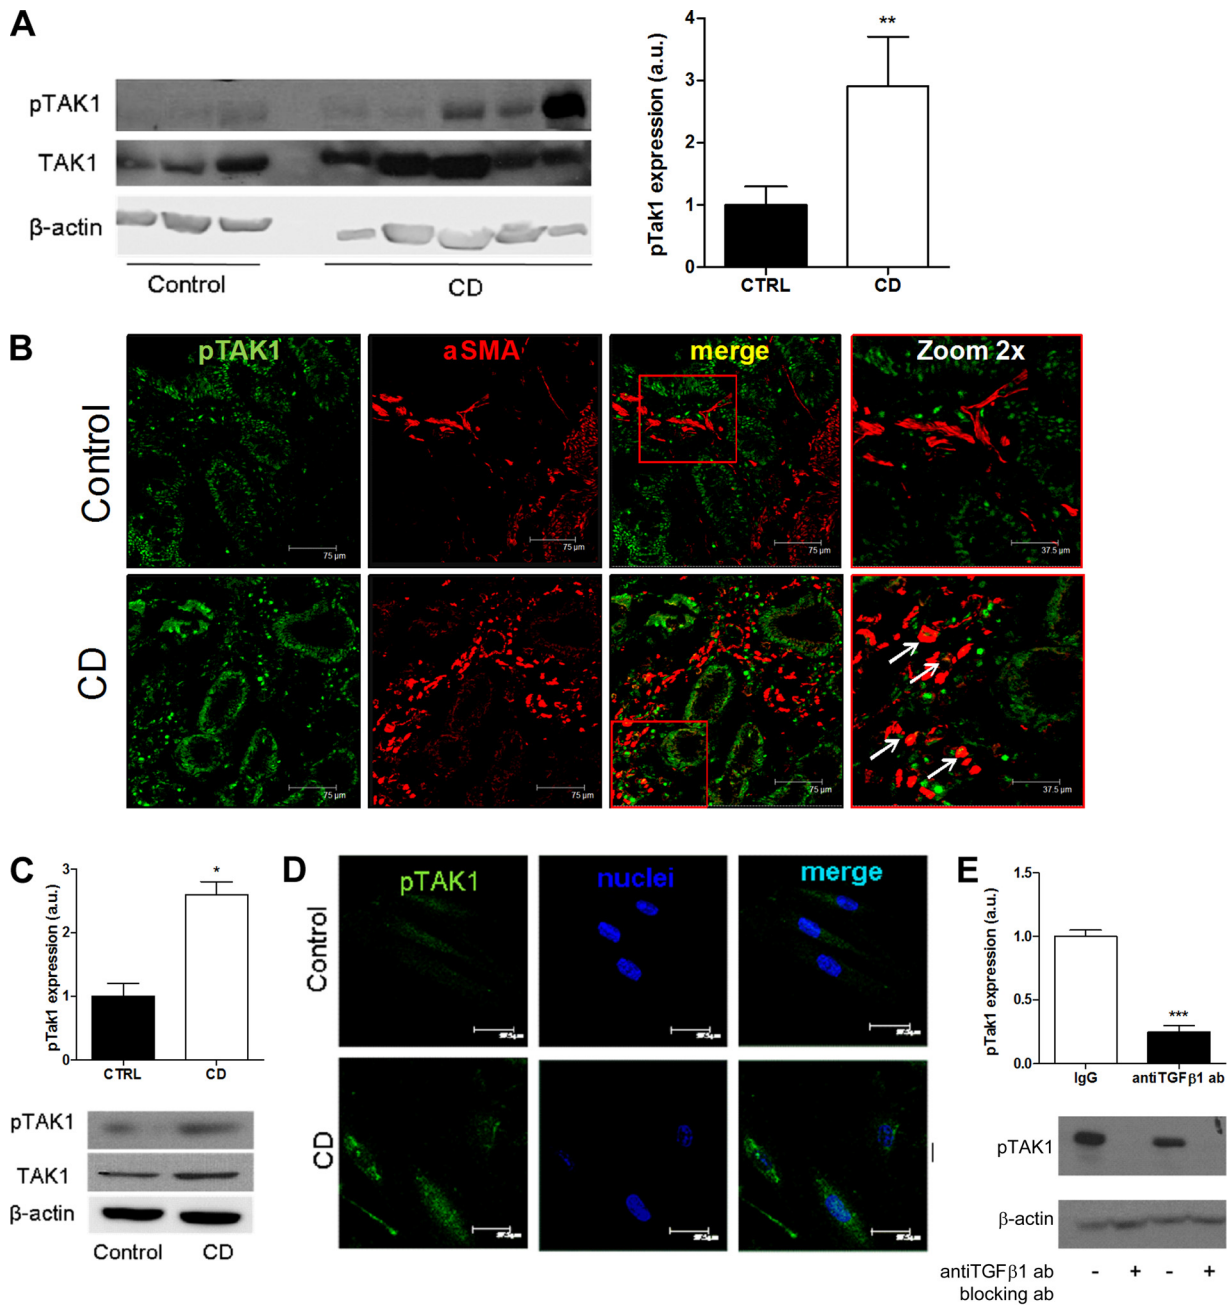 A
pTAK1
TAK1
β-actin
Control
CD
pTak1 expression (a.u.)
4
3
2
1
0
**
CTRL
CD
B
pTAK1
aSMA
merge
Zoom 2x
Control
75 µm
75 µm
75 µm
37.5 µm
CD
75 µm
75 µm
75 µm
37.5 µm
C
pTak1 expression (a.u.)
3
2
1
0
*
CTRL
CD
pTAK1
TAK1
β-actin
Control
CD
D
pTAK1
nuclei
merge
Control
CD
E
pTak1 expression (a.u.)
1.5
1.0
0.5
0.0
***
IgG
antiTGFβ1 ab
pTAK1
β-actin
antiTGFβ1 ab - + - +
blocking ab